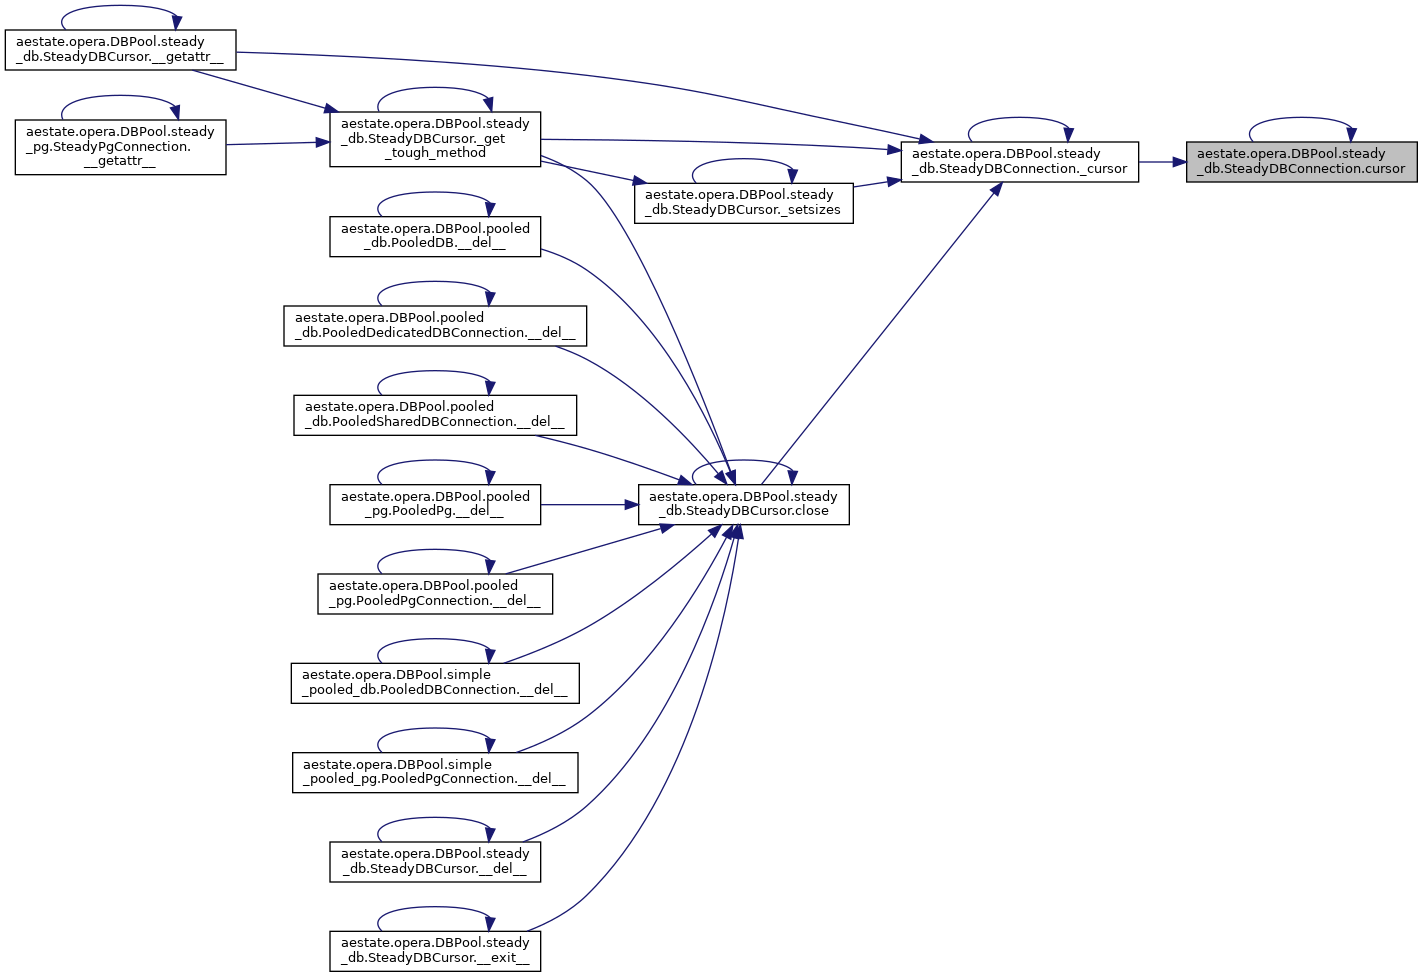 aestate.opera.DBPool.steady
_db.SteadyDBCursor.__getattr__
aestate.opera.DBPool.steady
_pg.SteadyPgConnection.
__getattr__
aestate.opera.DBPool.steady
_db.SteadyDBCursor._get
_tough_method
aestate.opera.DBPool.steady
_db.SteadyDBCursor._setsizes
aestate.opera.DBPool.steady
_db.SteadyDBConnection._cursor
aestate.opera.DBPool.steady
_db.SteadyDBConnection.cursor
aestate.opera.DBPool.pooled
_db.PooledDB.__del__
aestate.opera.DBPool.pooled
_db.PooledDedicatedDBConnection.__del__
aestate.opera.DBPool.pooled
_db.PooledSharedDBConnection.__del__
aestate.opera.DBPool.pooled
_pg.PooledPg.__del__
aestate.opera.DBPool.steady
_db.SteadyDBCursor.close
aestate.opera.DBPool.pooled
_pg.PooledPgConnection.__del__
aestate.opera.DBPool.simple
_pooled_db.PooledDBConnection.__del__
aestate.opera.DBPool.simple
_pooled_pg.PooledPgConnection.__del__
aestate.opera.DBPool.steady
_db.SteadyDBCursor.__del__
aestate.opera.DBPool.steady
_db.SteadyDBCursor.__exit__